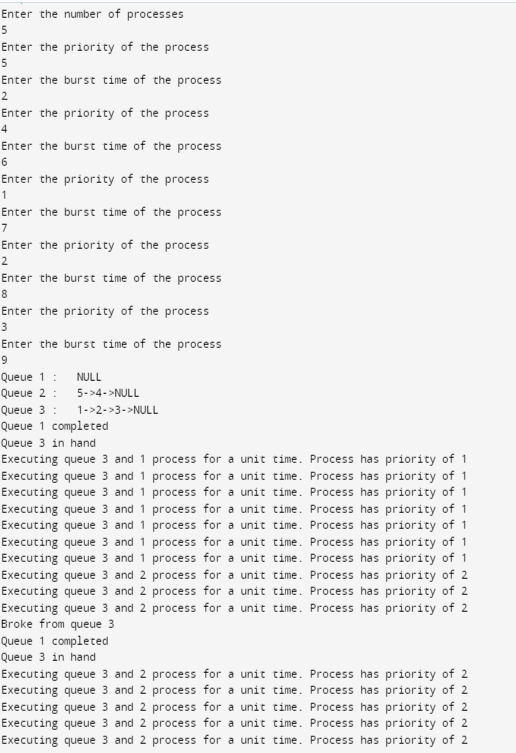 Enter the number of processes
5
Enter the priority of the process
5
Enter the burst time of the process
2
Enter the priority of the process
4
Enter the burst time of the process
6
Enter the priority of the process
1
Enter the burst time of the process
7
Enter the priority of the process
2
Enter the burst time of the process
8
Enter the priority of the process
3
Enter the burst time of the process
9
Queue 1 :   NULL
Queue 2 :   5->4->NULL
Queue 3 :   1->2->3->NULL
Queue 1 completed
Queue 3 in hand
Executing queue 3 and 1 process for a unit time. Process has priority of 1
Executing queue 3 and 1 process for a unit time. Process has priority of 1
Executing queue 3 and 1 process for a unit time. Process has priority of 1
Executing queue 3 and 1 process for a unit time. Process has priority of 1
Executing queue 3 and 1 process for a unit time. Process has priority of 1
Executing queue 3 and 1 process for a unit time. Process has priority of 1
Executing queue 3 and 1 process for a unit time. Process has priority of 1
Executing queue 3 and 2 process for a unit time. Process has priority of 2
Executing queue 3 and 2 process for a unit time. Process has priority of 2
Executing queue 3 and 2 process for a unit time. Process has priority of 2
Broke from queue 3
Queue 1 completed
Queue 3 in hand
Executing queue 3 and 2 process for a unit time. Process has priority of 2
Executing queue 3 and 2 process for a unit time. Process has priority of 2
Executing queue 3 and 2 process for a unit time. Process has priority of 2
Executing queue 3 and 2 process for a unit time. Process has priority of 2
Executing queue 3 and 2 process for a unit time. Process has priority of 2